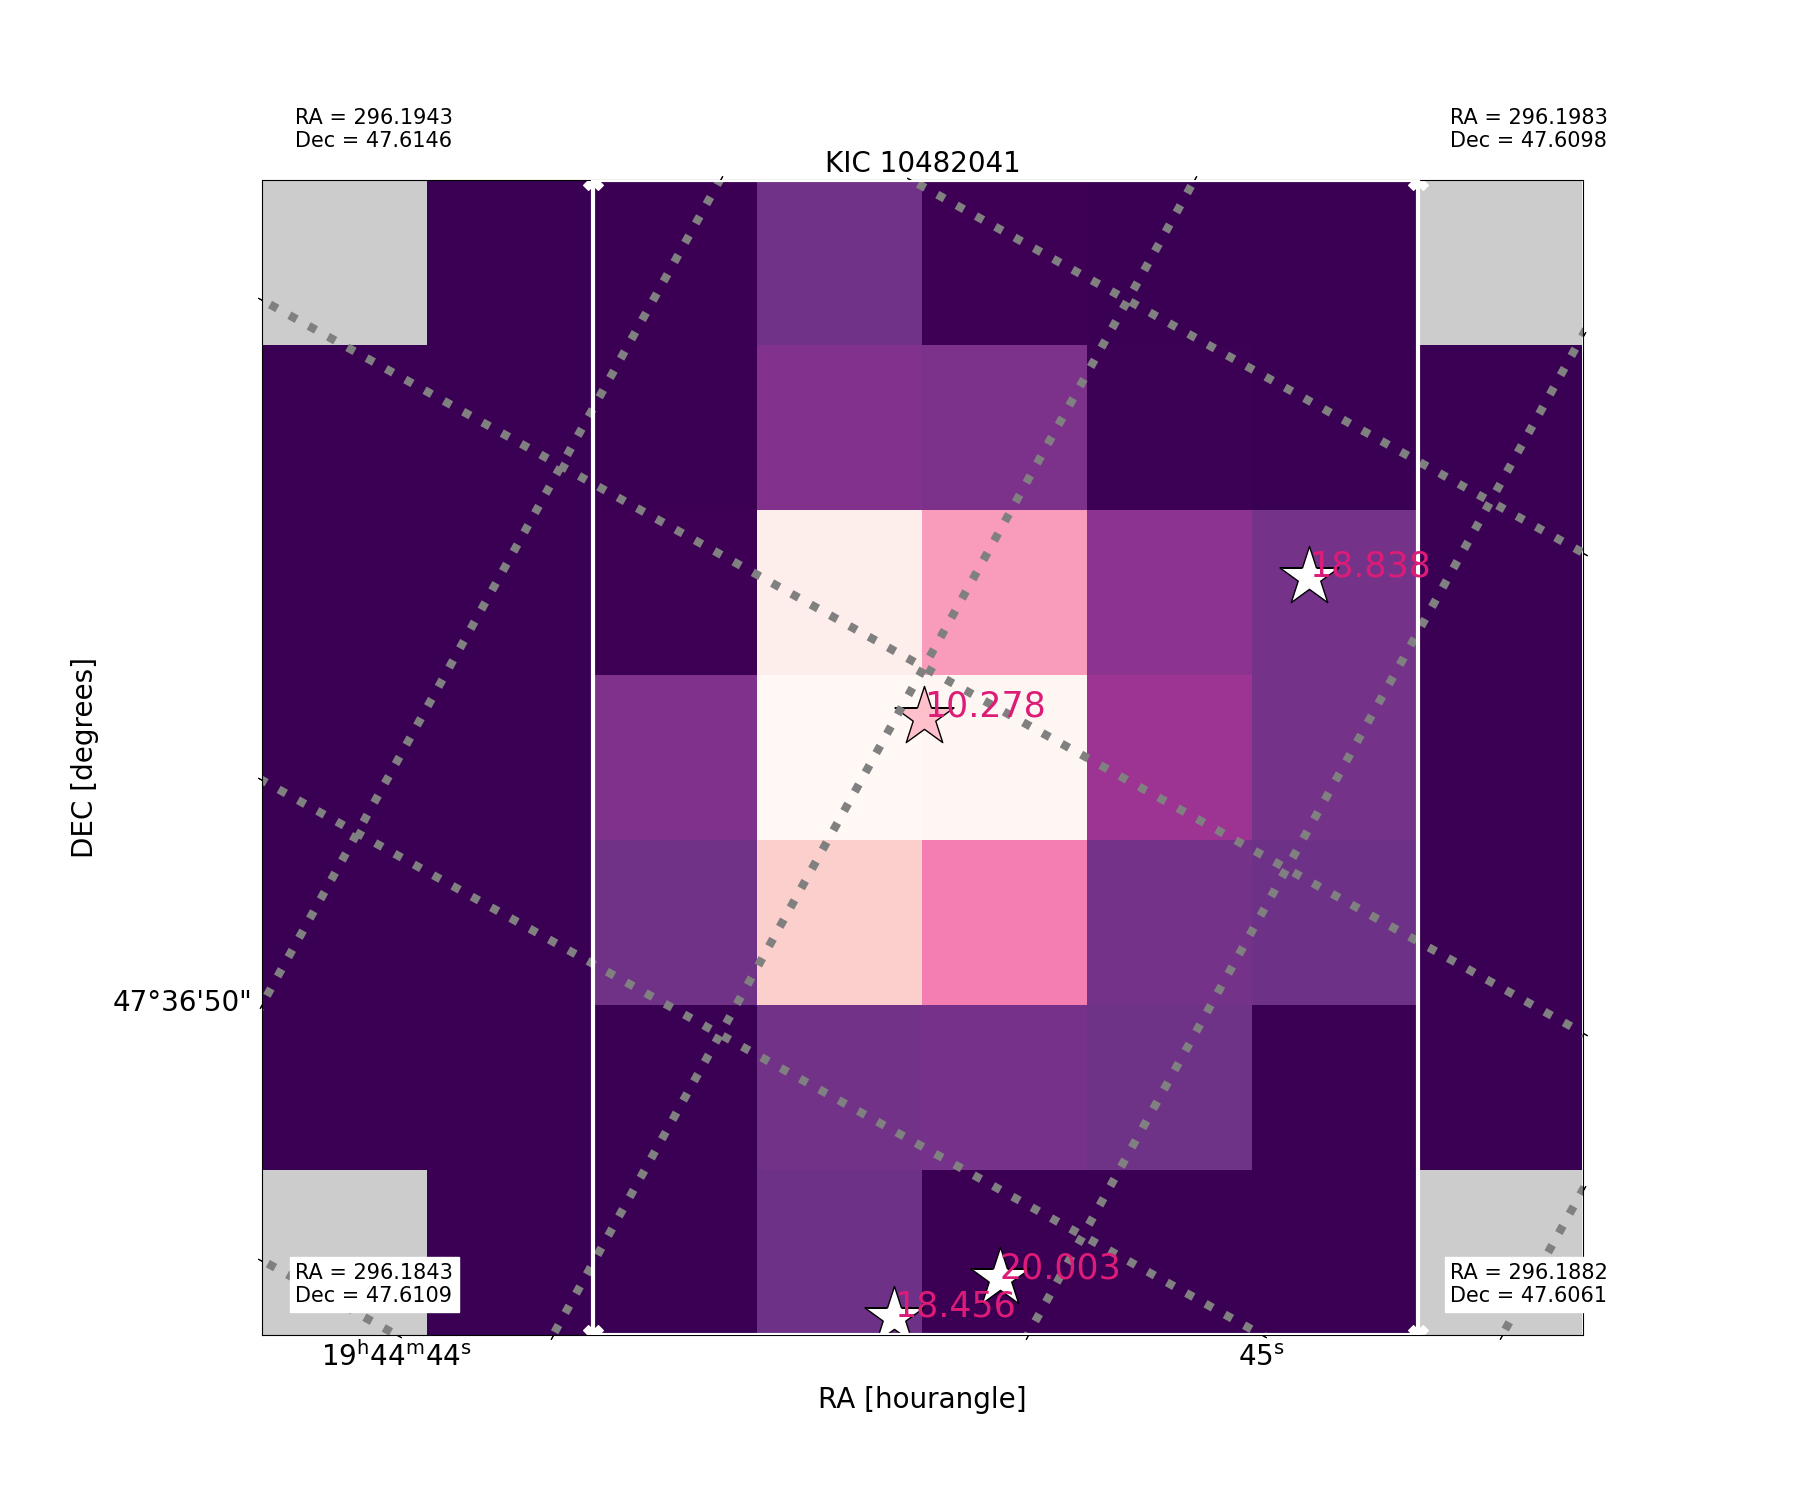 RA = 296.1943
Dec = 47.6146
RA = 296.1983
Dec = 47.6098
KIC 10482041
18.838
10.278
DEC [degrees]
47°36'50"
20.003
18.456
RA = 296.1843
Dec = 47.6109
RA = 296.1882
Dec = 47.6061
19h44m44s
45s
RA [hourangle]